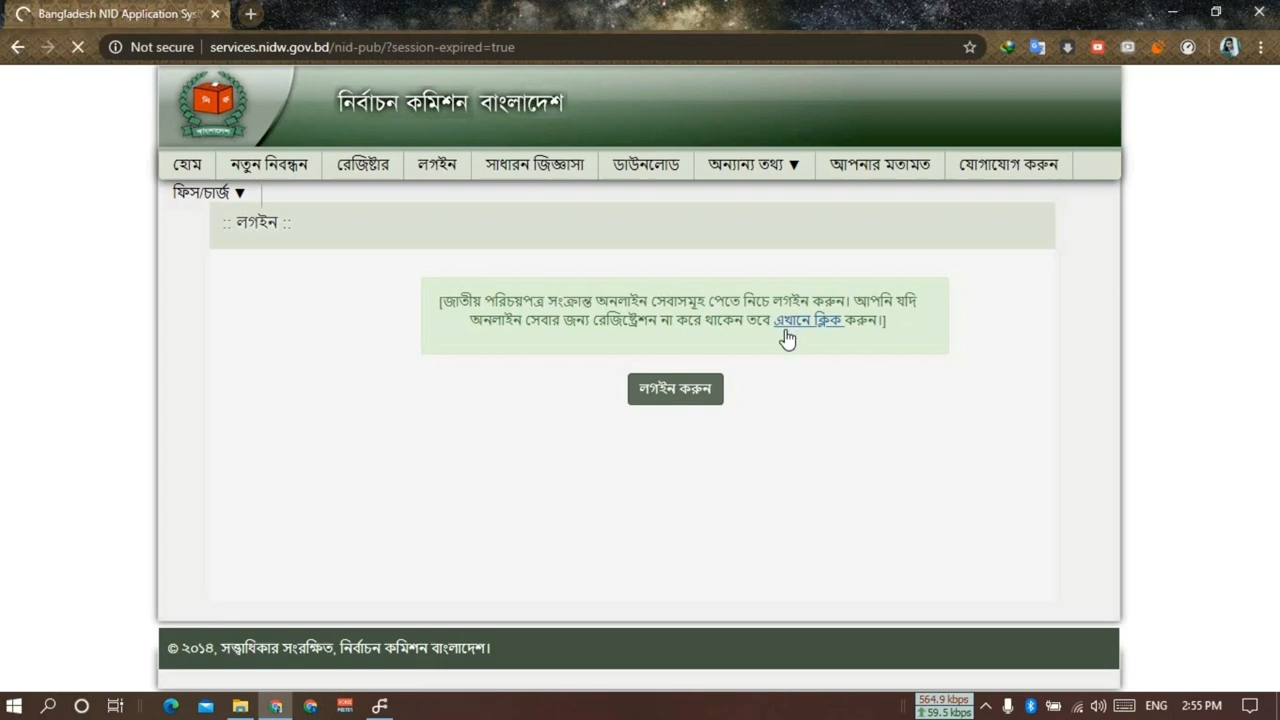 Bangladesh NID Application Sys
Not secure
services.nidw.gov.bd/nid-pub/?session-expired=true
নির্বাচন কমিশন বাংলাদেশ
হোম নতুন নিবন্ধন রেজিষ্টার লগইন সাধারন জিজ্ঞাসা ডাউনলোড অন্যান্য তথ্য ▼ আপনার মতামত যোগাযোগ করুন
ফিস/চার্জ ▼
:: লগইন ::
[জাতীয় পরিচয়পত্র সংক্রান্ত অনলাইন সেবাসমূহ পেতে নিচে লগইন করুন। আপনি যদি
অনলাইন সেবার জন্য রেজিষ্ট্রেশন না করে থাকেন তবে এখানে ক্লিক করুন।]
লগইন করুন
© ২০১৪, সত্ত্বাধিকার সংরক্ষিত, নির্বাচন কমিশন বাংলাদেশ।
564.9 kbps
59.5 kbps
ENG 2:55 PM